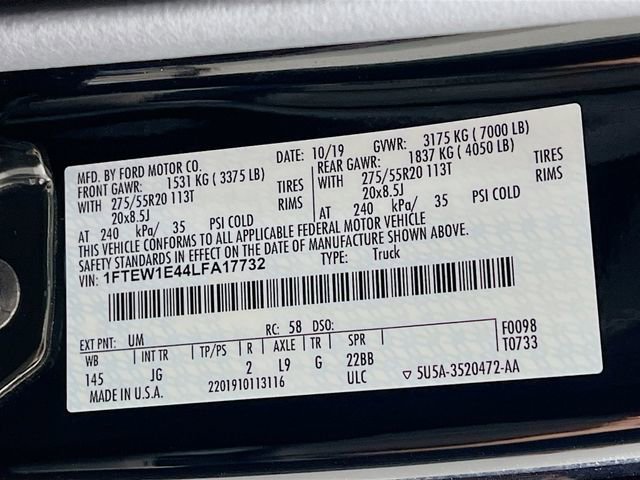 MFD. BY FORD MOTOR CO. DATE: 10/19 GVWR: 3175 KG ( 7000 LB)
FRONT GAWR: 1531 KG ( 3375 LB) REAR GAWR: 1837 KG ( 4050 LB)
WITH 275/55R20 113T TIRES WITH 275/55R20 113T TIRES
20x8.5J RIMS 20x8.5J RIMS
AT 240 kPa/ 35 PSI COLD AT 240 kPa/ 35 PSI COLD
THIS VEHICLE CONFORMS TO ALL APPLICABLE FEDERAL MOTOR VEHICLE
SAFETY STANDARDS IN EFFECT ON THE DATE OF MANUFACTURE SHOWN ABOVE.
VIN: 1FTEW1E44LFA17732 TYPE: Truck
EXT PNT: UM RC: 58 DSO: F0098
WB INT TR TP/PS R AXLE TR SPR T0733
145 JG 2 L9 G 22BB
MADE IN U.S.A. 2201910113116 ULC ▽ 5U5A-3520472-AA